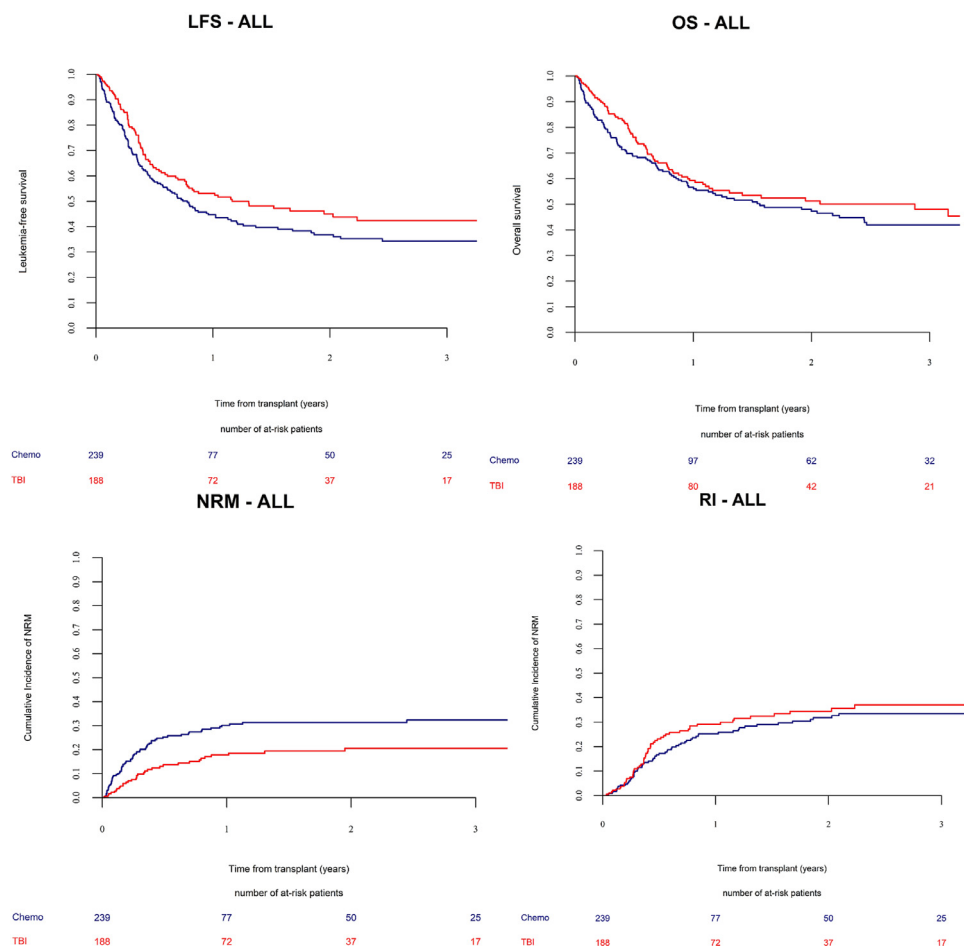 LFS - ALL
Leukemia-free survival
1.0
0.9
0.8
0.7
0.6
0.5
0.4
0.3
0.2
0.1
0.0
0 1 2 3
Time from transplant (years)
number of at-risk patients
Chemo 239 77 50 25
TBI 188 72 37 17
OS - ALL
Overall survival
1.0
0.9
0.8
0.7
0.6
0.5
0.4
0.3
0.2
0.1
0.0
0 1 2 3
Time from transplant (years)
number of at-risk patients
Chemo 239 97 62 32
TBI 188 80 42 21
NRM - ALL
Cumulative Incidence of NRM
1.0
0.9
0.8
0.7
0.6
0.5
0.4
0.3
0.2
0.1
0.0
0 1 2 3
Time from transplant (years)
number of at-risk patients
Chemo 239 77 50 25
TBI 188 72 37 17
RI - ALL
Cumulative Incidence of NRM
1.0
0.9
0.8
0.7
0.6
0.5
0.4
0.3
0.2
0.1
0.0
0 1 2 3
Time from transplant (years)
number of at-risk patients
Chemo 239 77 50 25
TBI 188 72 37 17